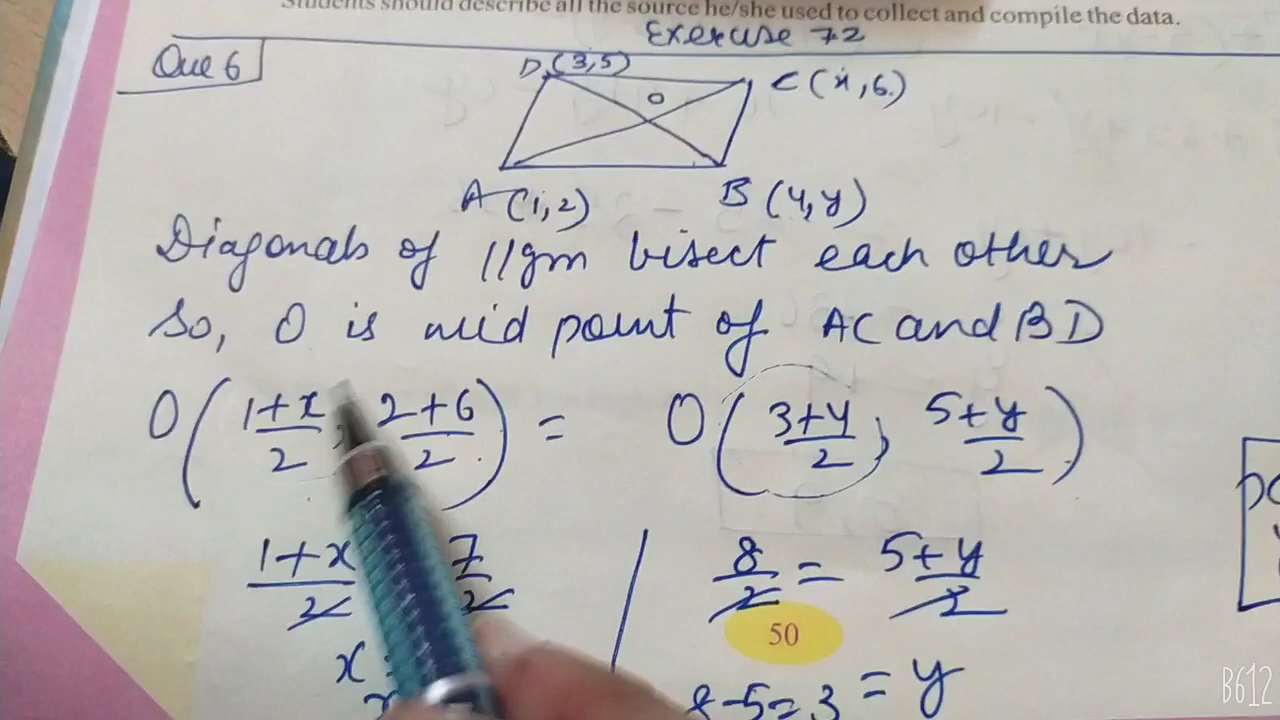 Students should describe all the source he/she used to collect and compile the data.
Exercise 7.2
Que 6
D (3,5)
C (x,6)
O
A (1,2)
B (4,y)
Diagonals of 11gm bisect each other
So, O is mid point of AC and BD
O((1+x)/2, (2+6)/2) = O((3+4)/2, (5+y)/2)
(1+x)/2 7/2
8/2 = (5+y)/2
50
x
8-5=3 = y
B612